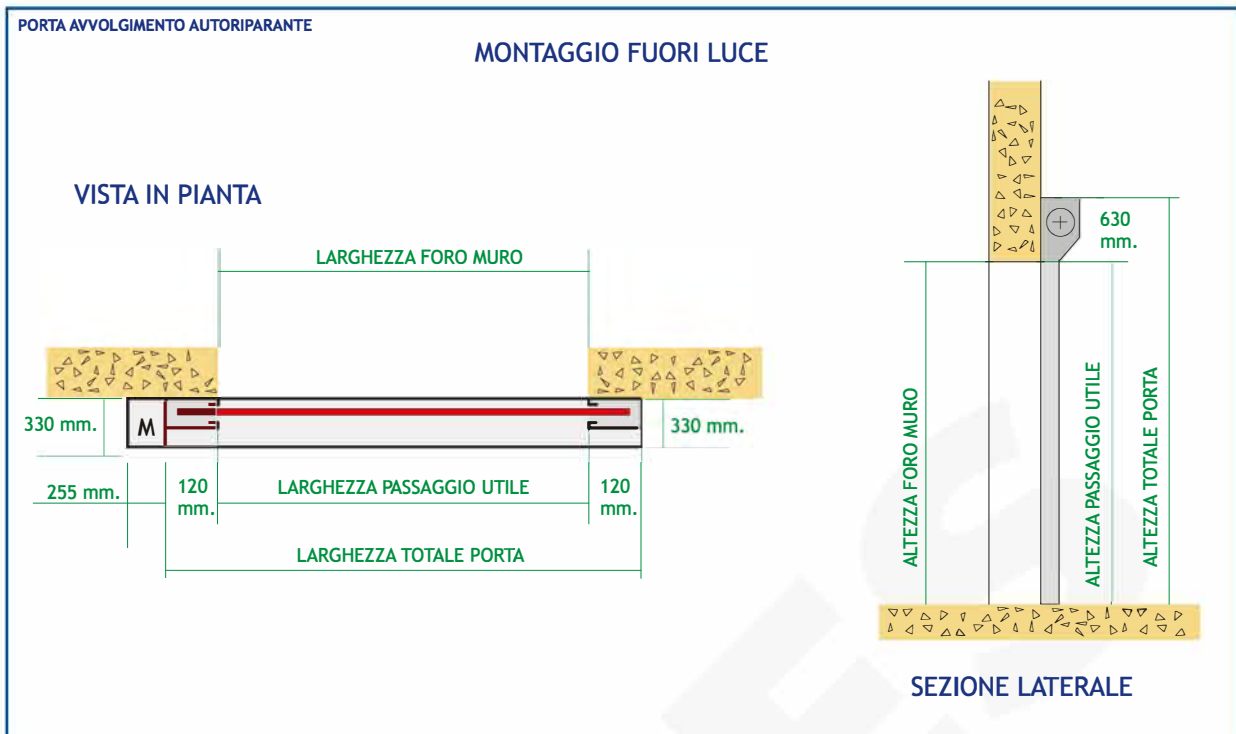 PORTA AVVOLGIMENTO AUTORIPARANTE
MONTAGGIO FUORI LUCE
VISTA IN PIANTA
LARGHEZZA FORO MURO
330 mm.
M
330 mm.
255 mm.
120
mm.
LARGHEZZA PASSAGGIO UTILE
120
mm.
LARGHEZZA TOTALE PORTA
630
mm.
ALTEZZA FORO MURO
ALTEZZA PASSAGGIO UTILE
ALTEZZA TOTALE PORTA
SEZIONE LATERALE